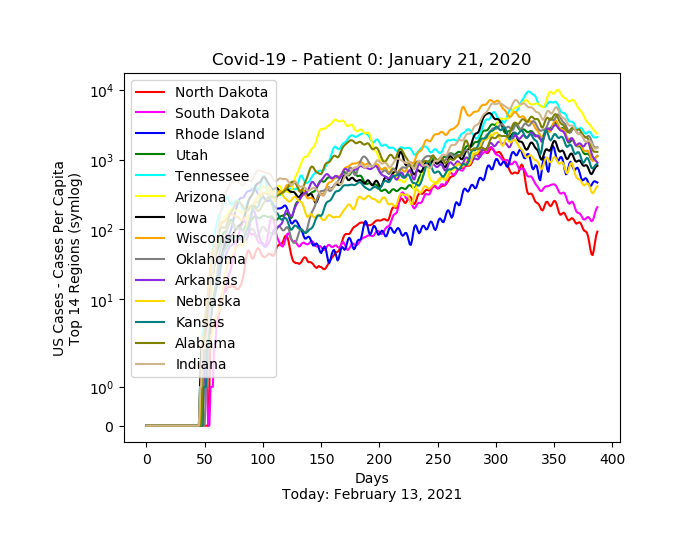 Covid-19 - Patient 0: January 21, 2020
US Cases - Cases Per Capita
Top 14 Regions (symlog)
10^4
10^3
10^2
10^1
10^0
0
North Dakota
South Dakota
Rhode Island
Utah
Tennessee
Arizona
Iowa
Wisconsin
Oklahoma
Arkansas
Nebraska
Kansas
Alabama
Indiana
0 50 100 150 200 250 300 350 400
Days
Today: February 13, 2021